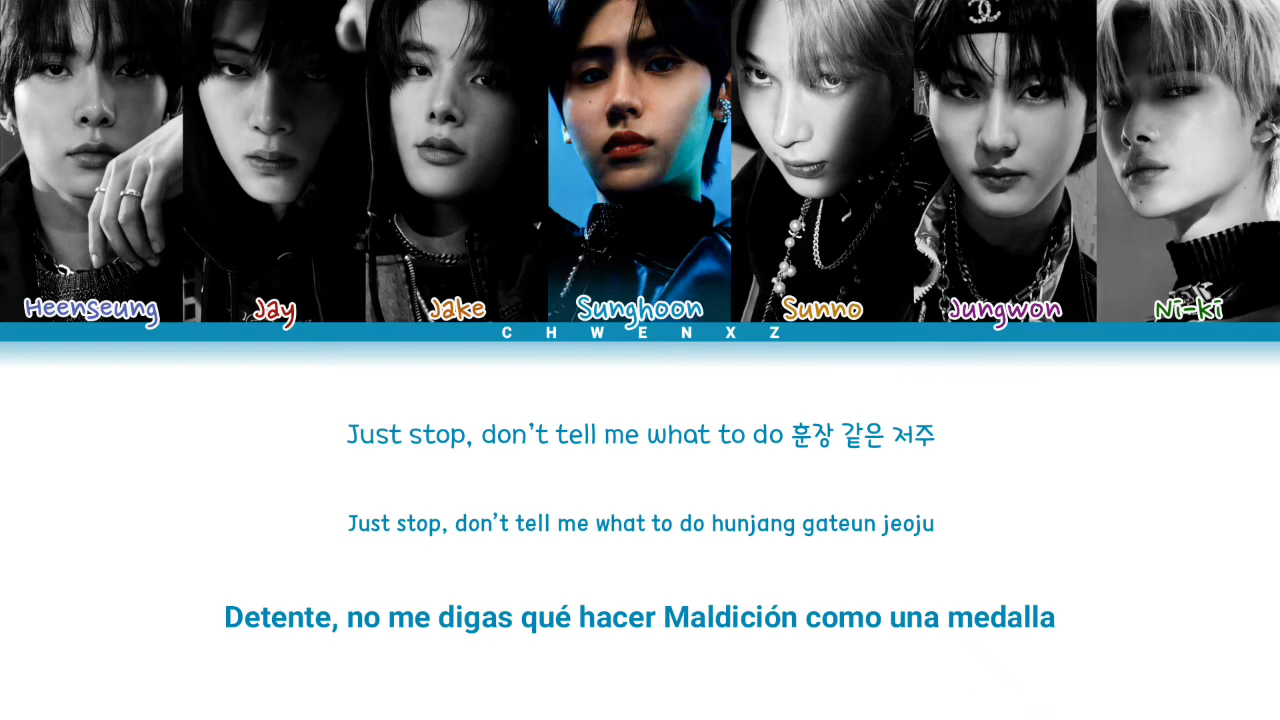 Heenseung Jay Jake Sunghoon Sunno Jungwon Ni-ki
CHWENXZ
Just stop, don't tell me what to do 훈장 같은 저주
Just stop, don't tell me what to do hunjang gateun jeoju
Detente, no me digas qué hacer Maldición como una medalla